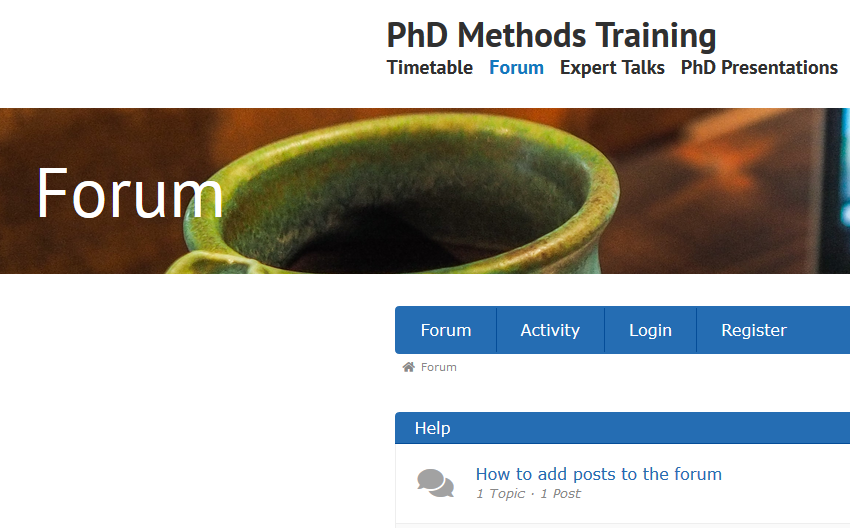 PhD Methods Training
Timetable Forum Expert Talks PhD Presentations
Forum
Forum Activity Login Register
Forum
Help
How to add posts to the forum
1 Topic · 1 Post